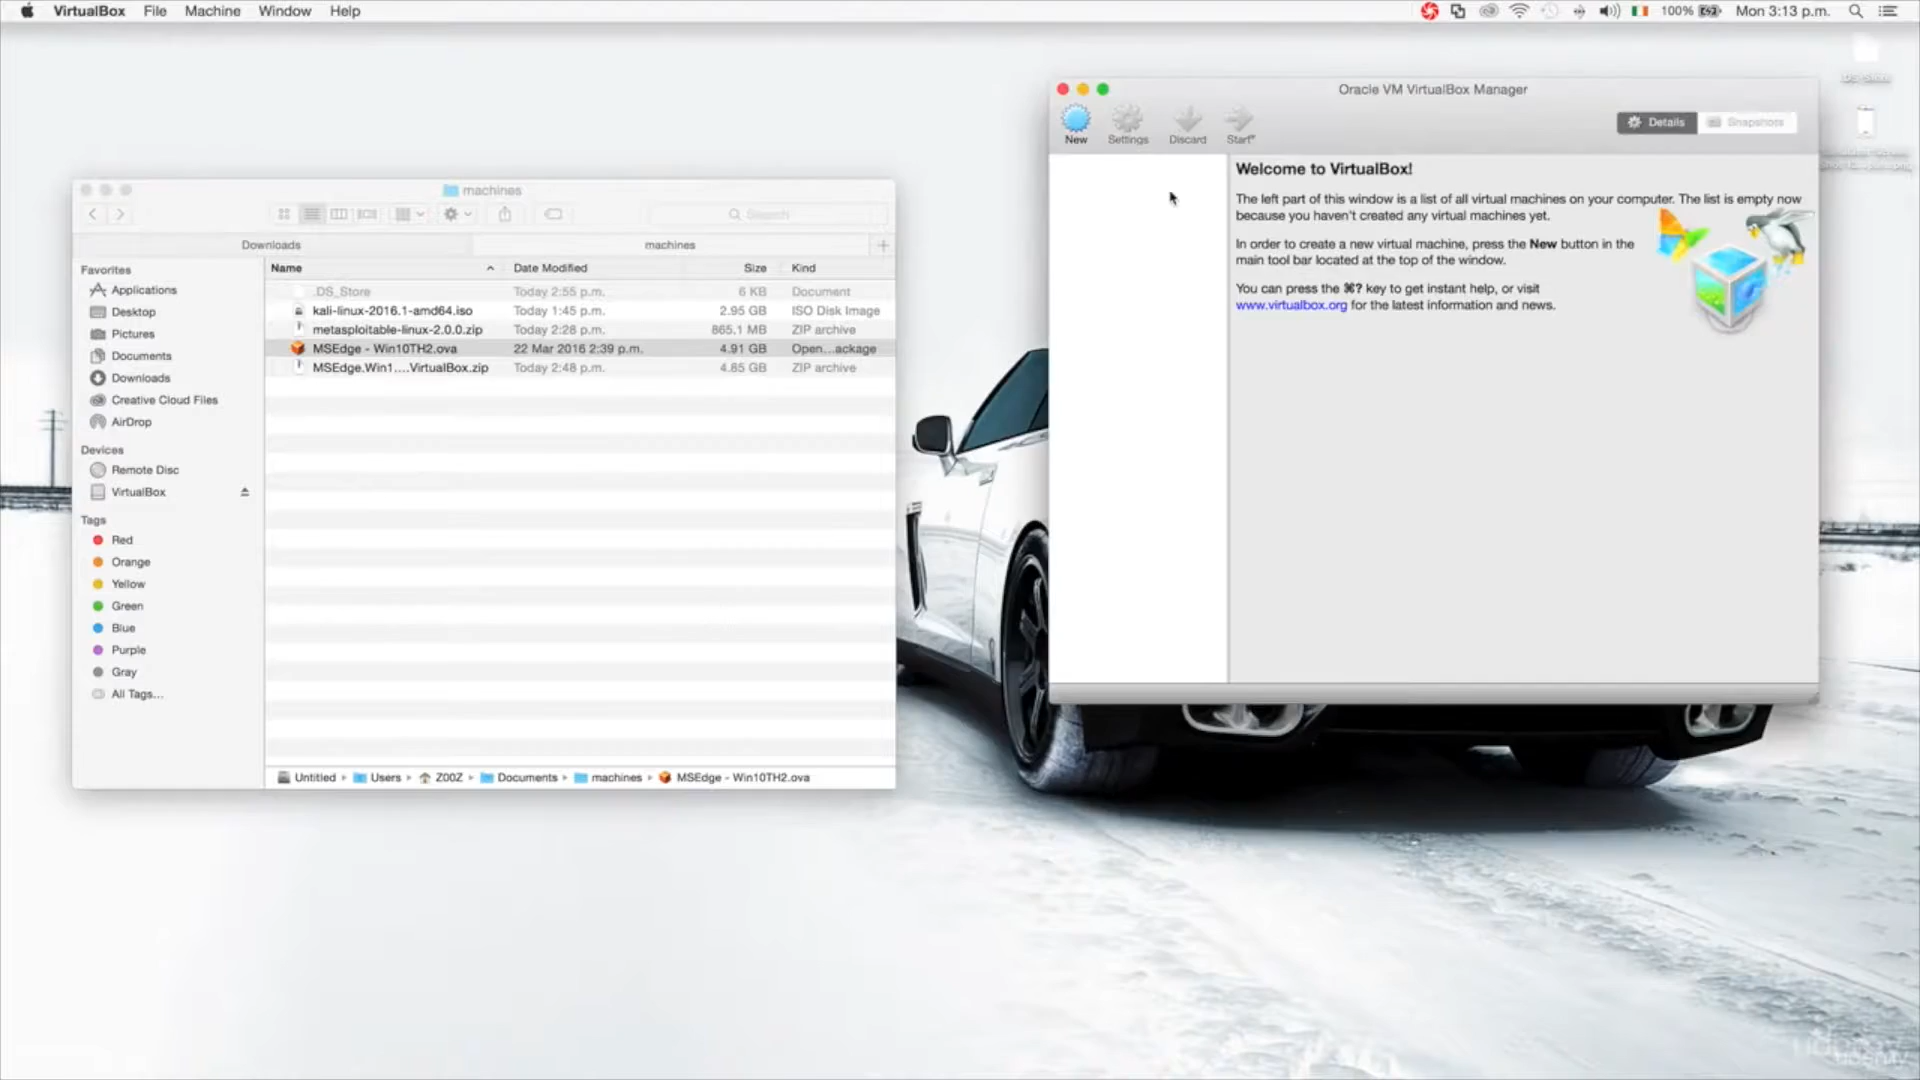 VirtualBox File Machine Window Help
100% Mon 3:13 p.m.
Oracle VM VirtualBox Manager
New Settings Discard Start
Details Snapshots
Welcome to VirtualBox!
The left part of this window is a list of all virtual machines on your computer. The list is empty now
because you haven't created any virtual machines yet.
In order to create a new virtual machine, press the New button in the
main tool bar located at the top of the window.
You can press the ⌘? key to get instant help, or visit
www.virtualbox.org for the latest information and news.
machines
Search
Downloads machines
Name Date Modified Size Kind
.DS_Store Today 2:55 p.m. 6 KB Document
kali-linux-2016.1-amd64.iso Today 1:45 p.m. 2.95 GB ISO Disk Image
metasploitable-linux-2.0.0.zip Today 2:28 p.m. 865.1 MB ZIP archive
MSEdge - Win10TH2.ova 22 Mar 2016 2:39 p.m. 4.91 GB Open...ackage
MSEdge.Win1....VirtualBox.zip Today 2:48 p.m. 4.85 GB ZIP archive
Favorites
Applications
Desktop
Pictures
Documents
Downloads
Creative Cloud Files
AirDrop
Devices
Remote Disc
VirtualBox
Tags
Red
Orange
Yellow
Green
Blue
Purple
Gray
All Tags...
Untitled Users Z00Z Documents machines MSEdge - Win10TH2.ova